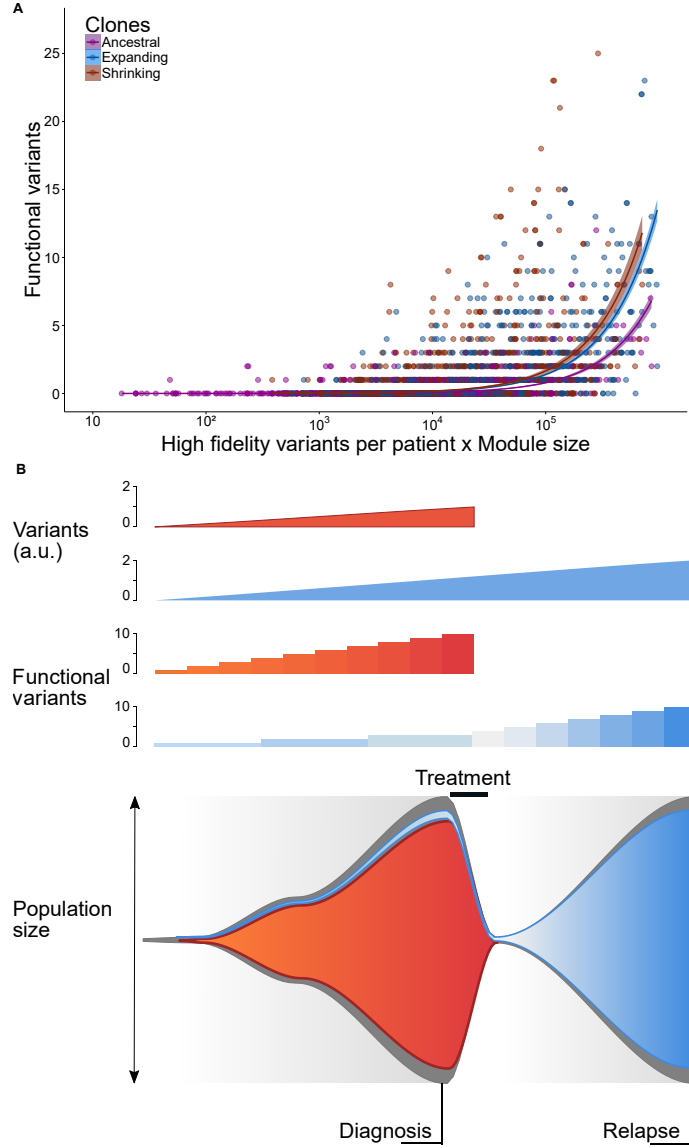 A
Clones
Ancestral
Expanding
Shrinking
25
20
15
10
5
0
Functional variants
10
10²
10³
10⁴
10⁵
High fidelity variants per patient x Module size
B
Variants
(a.u.)
2
0
2
0
Functional
variants
10
0
10
0
Treatment
Population
size
Diagnosis
Relapse